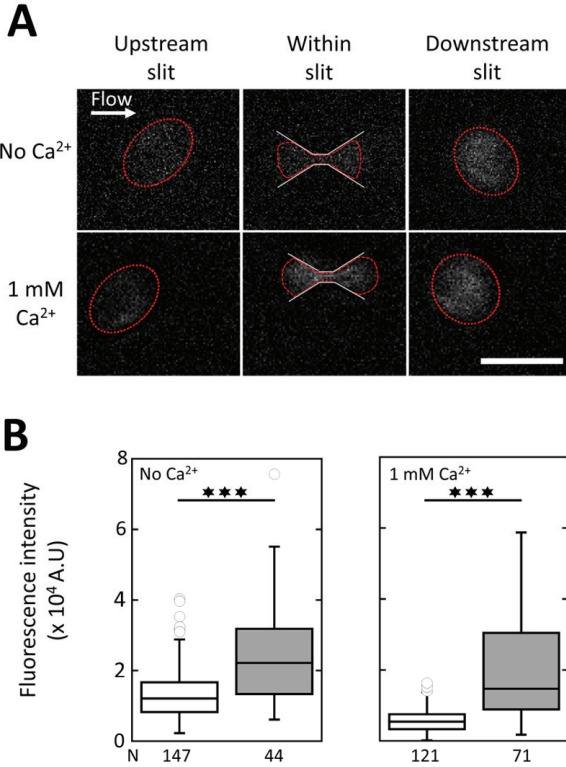 A
Upstream slit
Within slit
Downstream slit
Flow
No Ca²⁺
1 mM
Ca²⁺
B
Fluorescence intensity
(x 10⁴ A.U)
8
6
4
2
0
No Ca²⁺
★★★
1 mM Ca²⁺
★★★
N 147 44 121 71